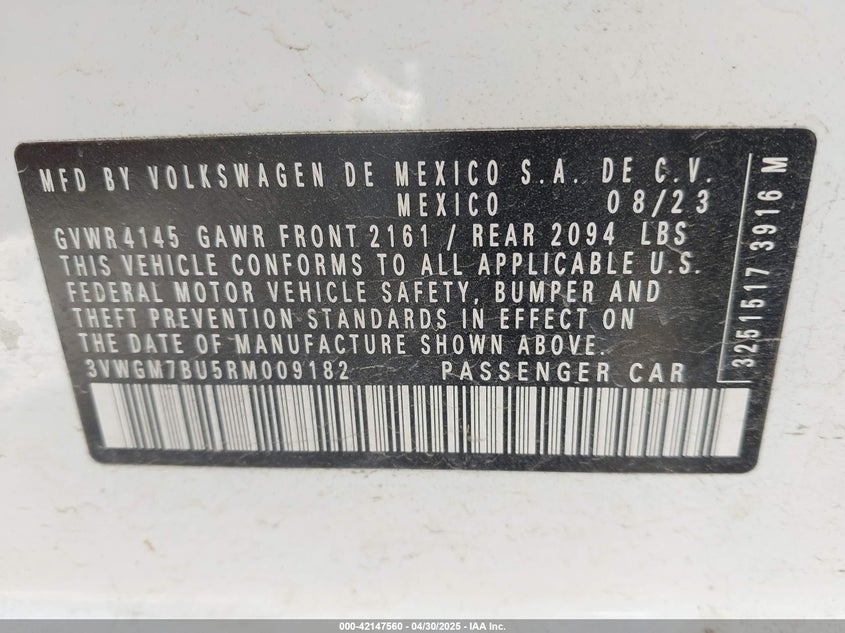 MFD BY VOLKSWAGEN DE MEXICO S.A. DE C.V.
MEXICO 08/23
GVWR 4145 GAWR FRONT 2161 / REAR 2094 LBS
THIS VEHICLE CONFORMS TO ALL APPLICABLE U.S.
FEDERAL MOTOR VEHICLE SAFETY, BUMPER AND
THEFT PREVENTION STANDARDS IN EFFECT ON
THE DATE OF MANUFACTURE SHOWN ABOVE.
3VWGM7BU5RM009182 PASSENGER CAR
3251517 3916 M
000-42147560 - 04/30/2025 - IAA Inc.